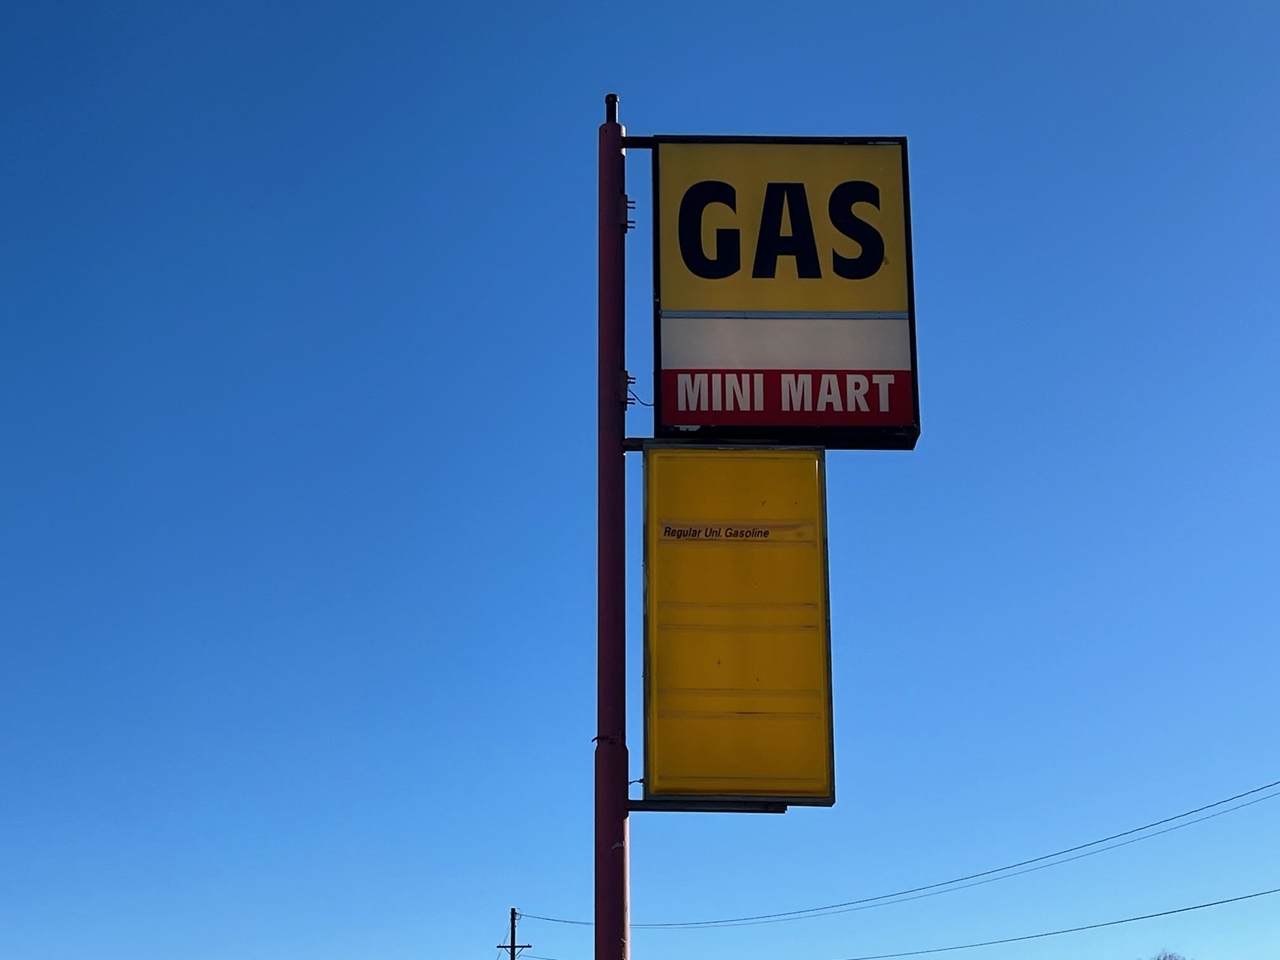 GAS
MINI MART
Regular Unl. Gasoline